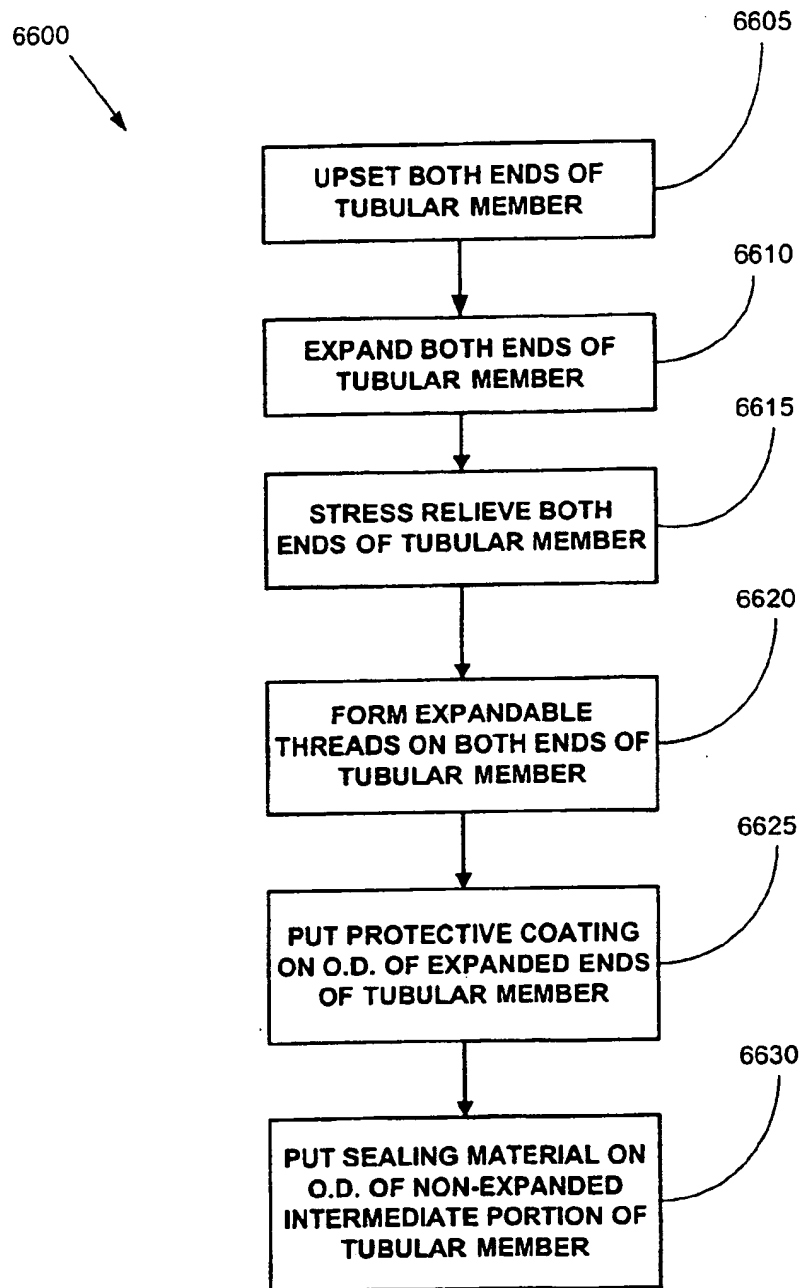 6600
6605
UPSET BOTH ENDS OF
TUBULAR MEMBER
6610
EXPAND BOTH ENDS OF
TUBULAR MEMBER
6615
STRESS RELIEVE BOTH
ENDS OF TUBULAR MEMBER
6620
FORM EXPANDABLE
THREADS ON BOTH ENDS OF
TUBULAR MEMBER
6625
PUT PROTECTIVE COATING
ON O.D. OF EXPANDED ENDS
OF TUBULAR MEMBER
6630
PUT SEALING MATERIAL ON
O.D. OF NON-EXPANDED
INTERMEDIATE PORTION OF
TUBULAR MEMBER